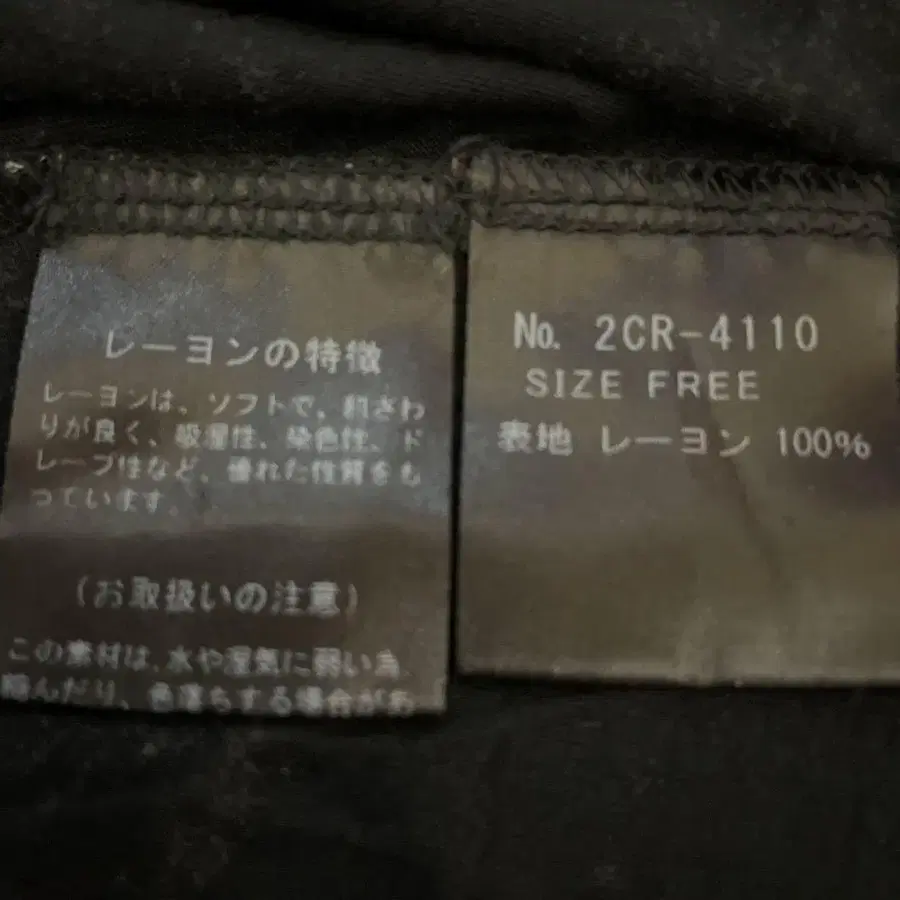 レーヨンの特徴
レーヨンは、ソフトで、肌ざわ
りが良く、吸湿性、染色性、ド
レープ性など、優れた性質をも
っています。
(お取扱いの注意)
この素材は、水や湿気に弱い為、
縮んだり、色落ちする場合があ
No. 2CR-4110
SIZE FREE
表地 レーヨン 100%